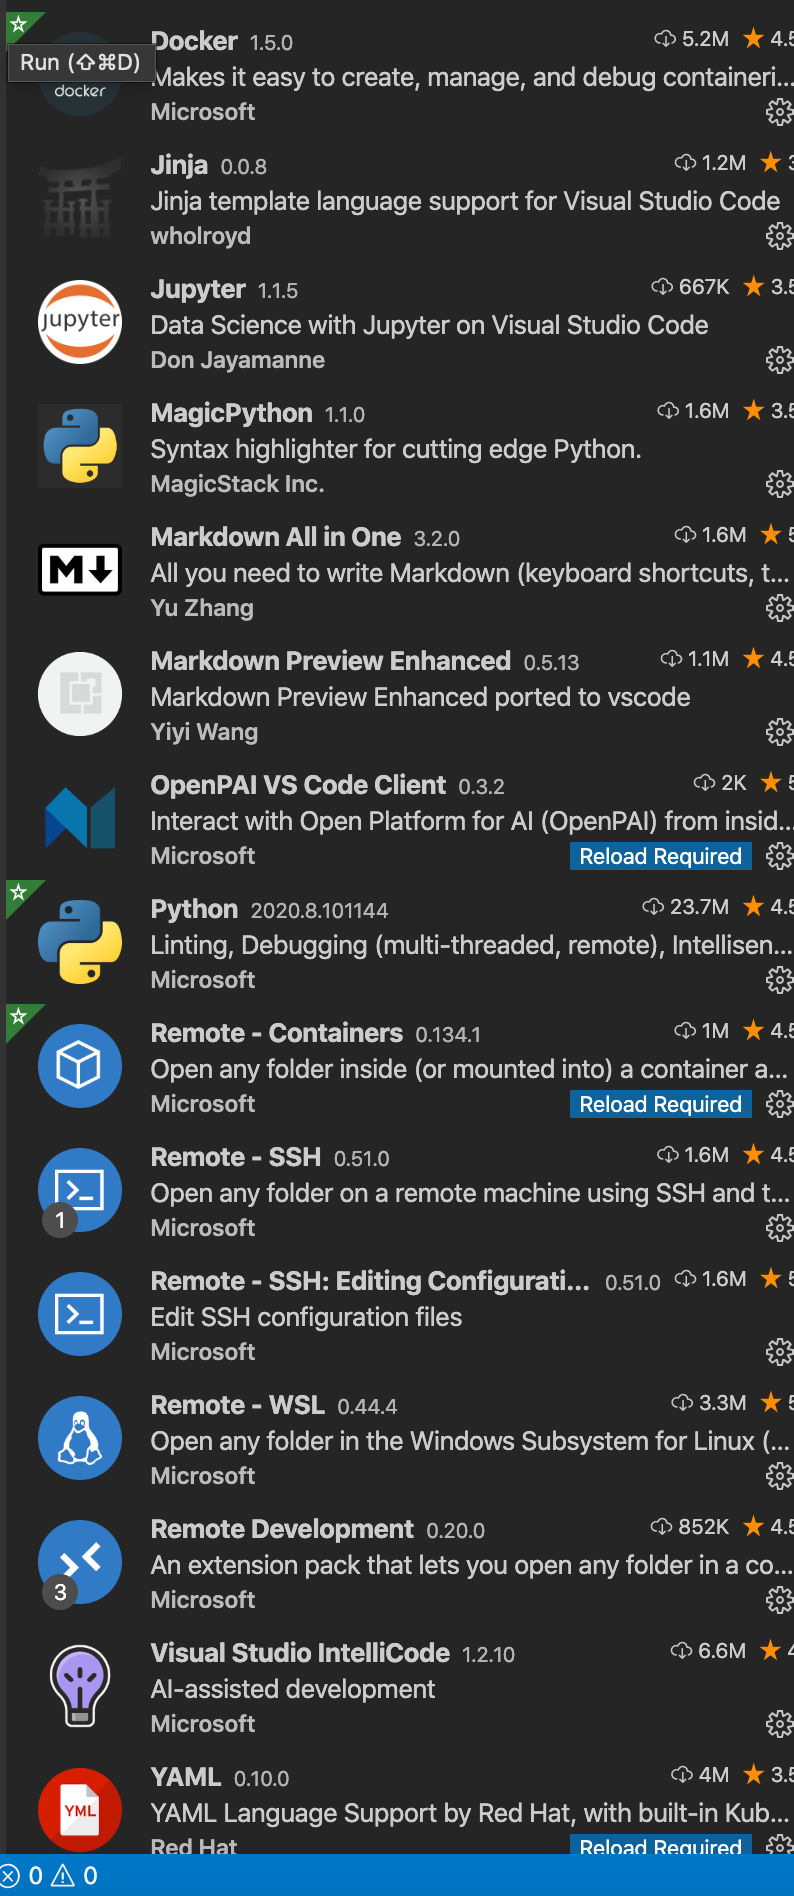 Docker 1.5.0 5.2M 4.5
Run (⇧⌘D)
Makes it easy to create, manage, and debug containeri...
docker
Microsoft
Jinja 0.0.8 1.2M 3
Jinja template language support for Visual Studio Code
wholroyd
Jupyter 1.1.5 667K 3.5
jupyter
Data Science with Jupyter on Visual Studio Code
Don Jayamanne
MagicPython 1.1.0 1.6M 3.5
Syntax highlighter for cutting edge Python.
MagicStack Inc.
Markdown All in One 3.2.0 1.6M 5
M
All you need to write Markdown (keyboard shortcuts, t...
Yu Zhang
Markdown Preview Enhanced 0.5.13 1.1M 4.5
Markdown Preview Enhanced ported to vscode
Yiyi Wang
OpenPAI VS Code Client 0.3.2 2K 5
Interact with Open Platform for AI (OpenPAI) from insid...
Microsoft Reload Required
Python 2020.8.101144 23.7M 4.5
Linting, Debugging (multi-threaded, remote), Intellisen...
Microsoft
Remote - Containers 0.134.1 1M 4.5
Open any folder inside (or mounted into) a container a...
Microsoft Reload Required
Remote - SSH 0.51.0 1.6M 4.5
Open any folder on a remote machine using SSH and t...
1
Microsoft
Remote - SSH: Editing Configurati... 0.51.0 1.6M 5
Edit SSH configuration files
Microsoft
Remote - WSL 0.44.4 3.3M 5
Open any folder in the Windows Subsystem for Linux (...
Microsoft
Remote Development 0.20.0 852K 4.5
An extension pack that lets you open any folder in a co...
3
Microsoft
Visual Studio IntelliCode 1.2.10 6.6M 4
AI-assisted development
Microsoft
YAML 0.10.0 4M 3.5
YML
YAML Language Support by Red Hat, with built-in Kub...
Red Hat Reload Required
0 0